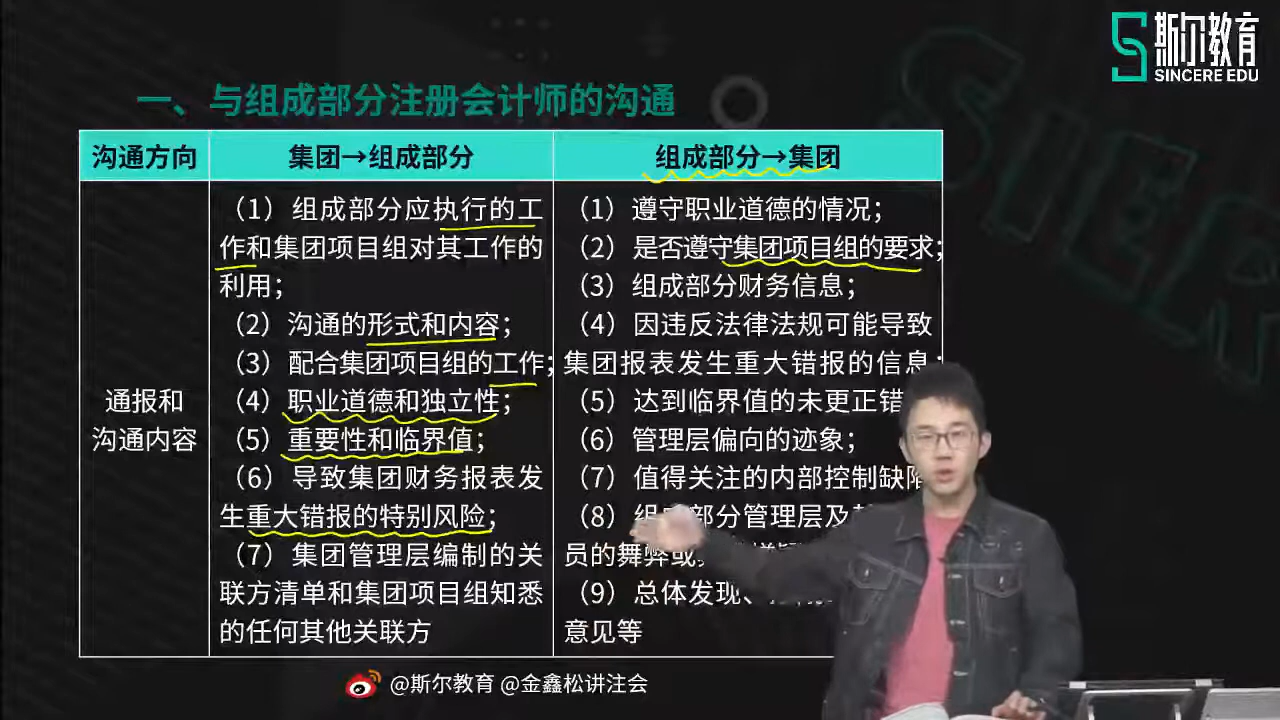 斯尔教育
SINCERE EDU
一、与组成部分注册会计师的沟通
沟通方向
集团→组成部分
组成部分→集团
通报和
沟通内容
（1）组成部分应执行的工
作和集团项目组对其工作的
利用；
（2）沟通的形式和内容；
（3）配合集团项目组的工作；
（4）职业道德和独立性；
（5）重要性和临界值；
（6）导致集团财务报表发
生重大错报的特别风险；
（7）集团管理层编制的关
联方清单和集团项目组知悉
的任何其他关联方
（1）遵守职业道德的情况；
（2）是否遵守集团项目组的要求；
（3）组成部分财务信息；
（4）因违反法律法规可能导致
集团报表发生重大错报的信息；
（5）达到临界值的未更正错
（6）管理层偏向的迹象；
（7）值得关注的内部控制缺陷
（8）组成部分管理层及
员的舞弊或
（9）总体发现、
意见等
@斯尔教育 @金鑫松讲注会